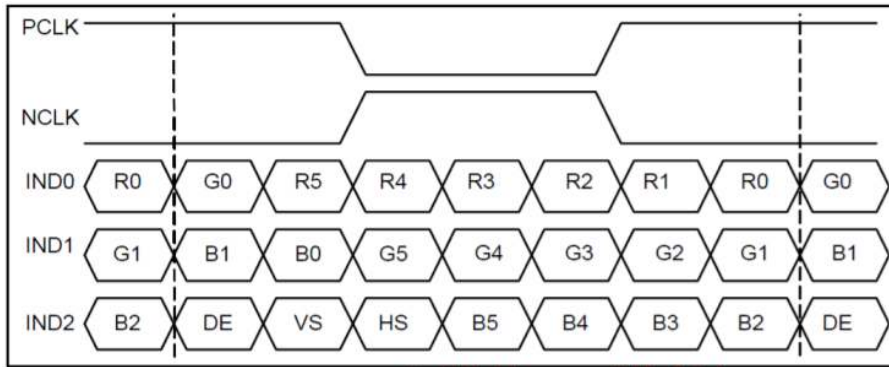 PCLK
NCLK
IND0 R0 G0 R5 R4 R3 R2 R1 R0 G0
IND1 G1 B1 B0 G5 G4 G3 G2 G1 B1
IND2 B2 DE VS HS B5 B4 B3 B2 DE